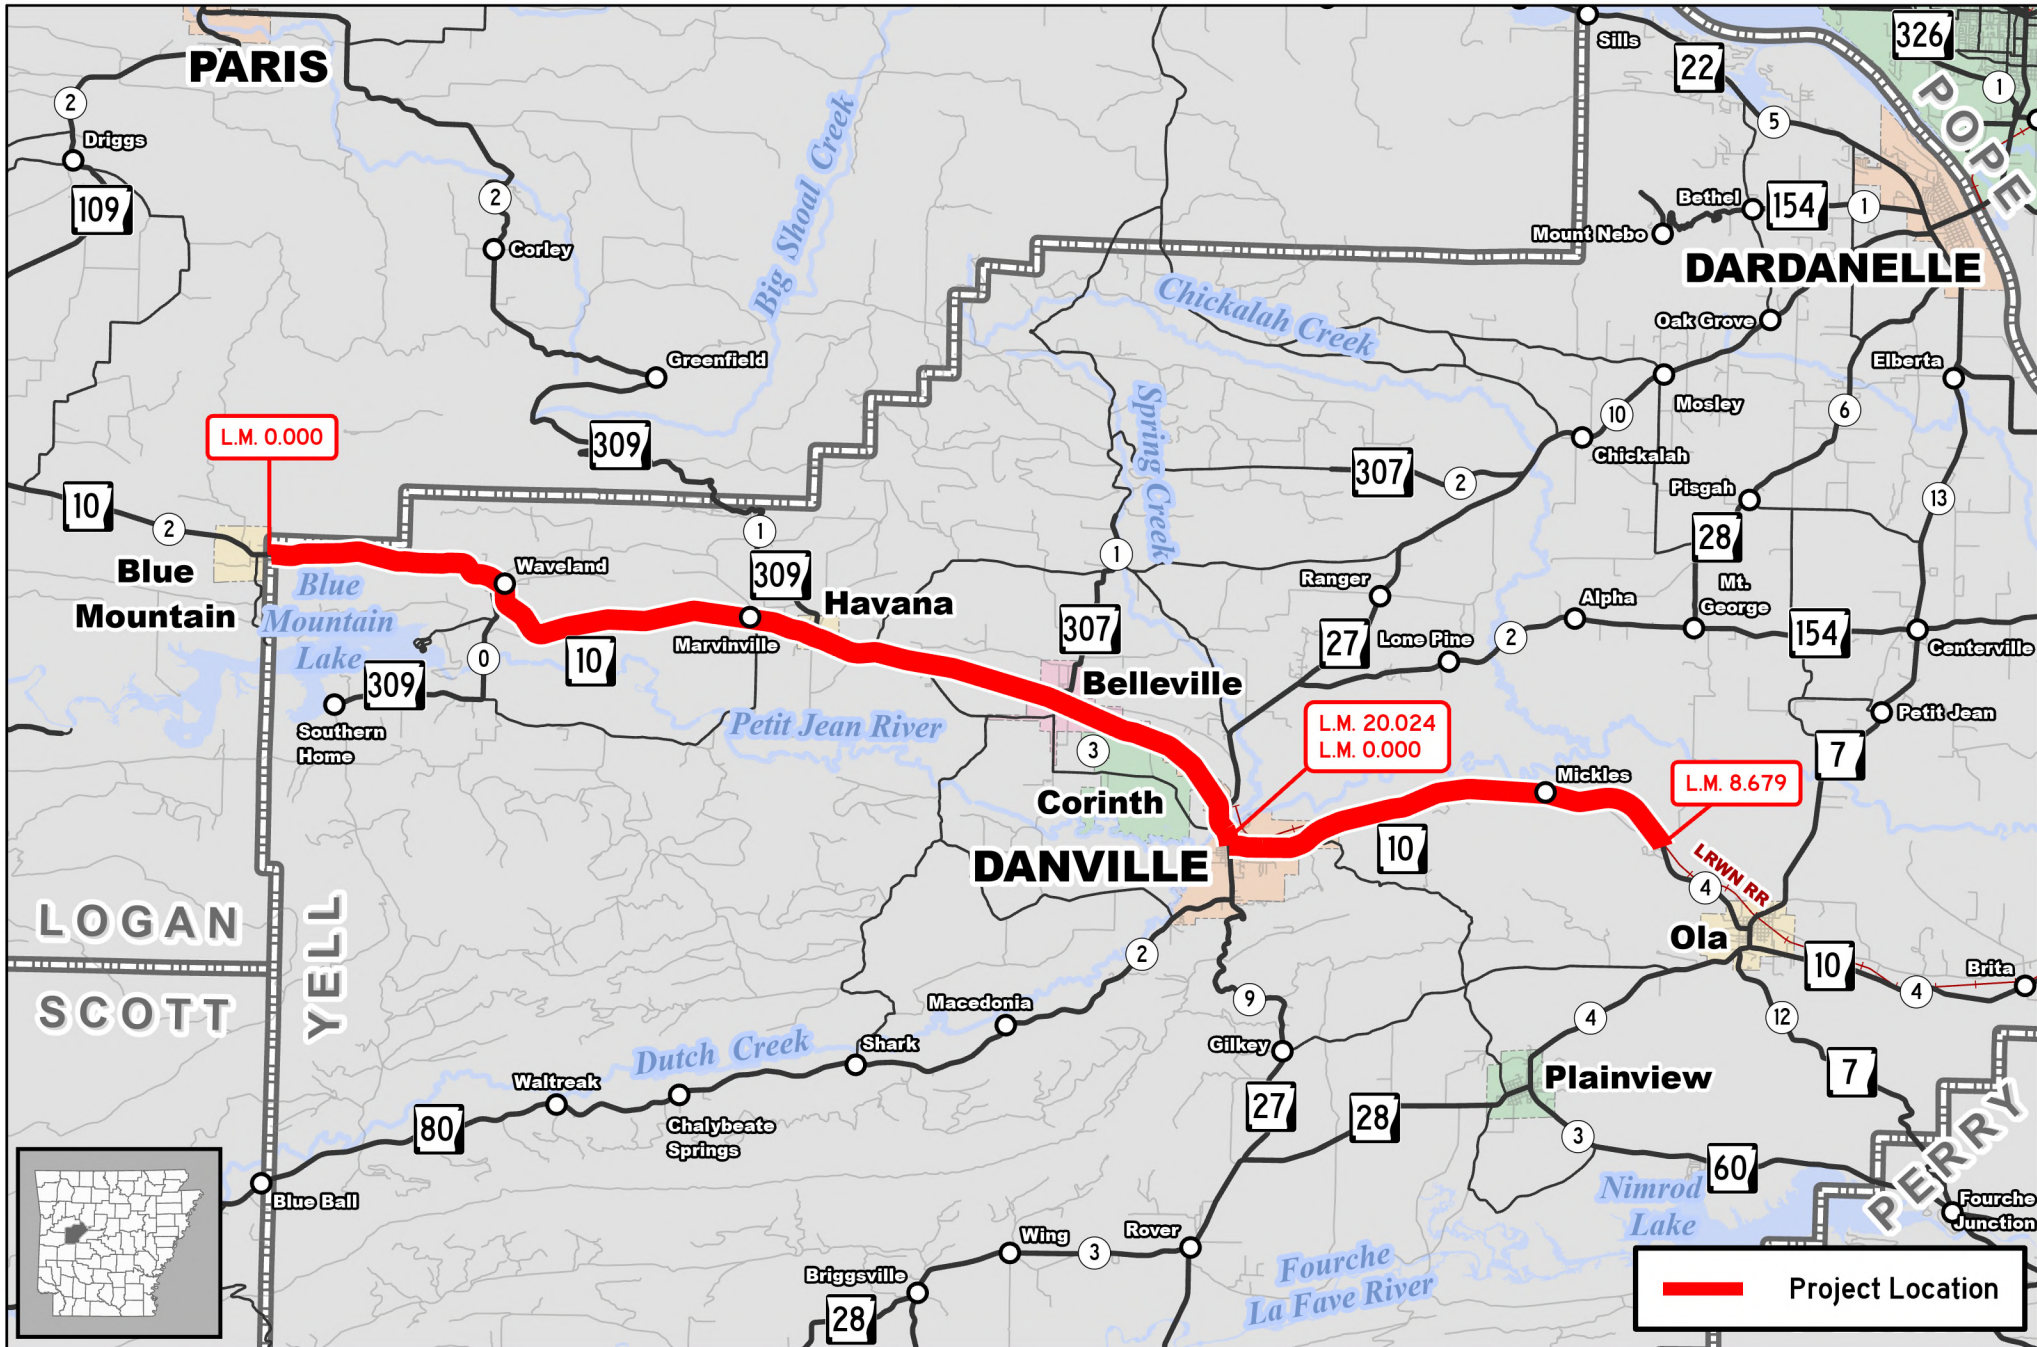 PARIS
2
Driggs
109
2
Corley
Big Shoal Creek
Greenfield
309
Sills
22
326
1
POPE
5
Bethel
154
1
Mount Nebo
DARDANELLE
Chickalah Creek
Oak Grove
Elberta
Mosley
10
6
Chickalah
Spring Creek
307
2
Pisgah
13
28
L.M. 0.000
10
2
Blue
Mountain
Blue
Mountain
Lake
Waveland
1
309
Havana
Marvinville
10
0
309
Southern
Home
Petit Jean River
1
307
Belleville
3
Corinth
Ranger
27
Lone Pine
2
Alpha
Mt.
George
154
Centerville
Petit Jean
7
L.M. 20.024
L.M. 0.000
Mickles
L.M. 8.679
DANVILLE
10
LRWN RR
4
Ola
10
4
Brita
LOGAN
SCOTT
YELL
2
9
Macedonia
Gilkey
4
12
Shark
Dutch Creek
Waltreak
Chalybeate
Springs
80
Blue Ball
27
28
Plainview
7
3
60
PERRY
Nimrod
Lake
Fourche
Junction
Wing
3
Rover
Briggsville
28
Fourche
La Fave River
Project Location